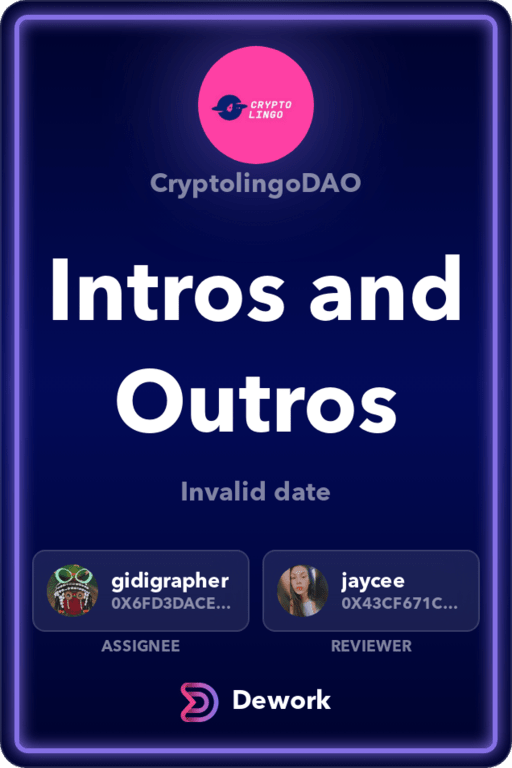 CRYPTO
LINGO
CryptolingoDAO
Intros and
Outros
Invalid date
gidigrapher
0X6FD3DACE...
jaycee
0X43CF671C...
ASSIGNEE
REVIEWER
Dework